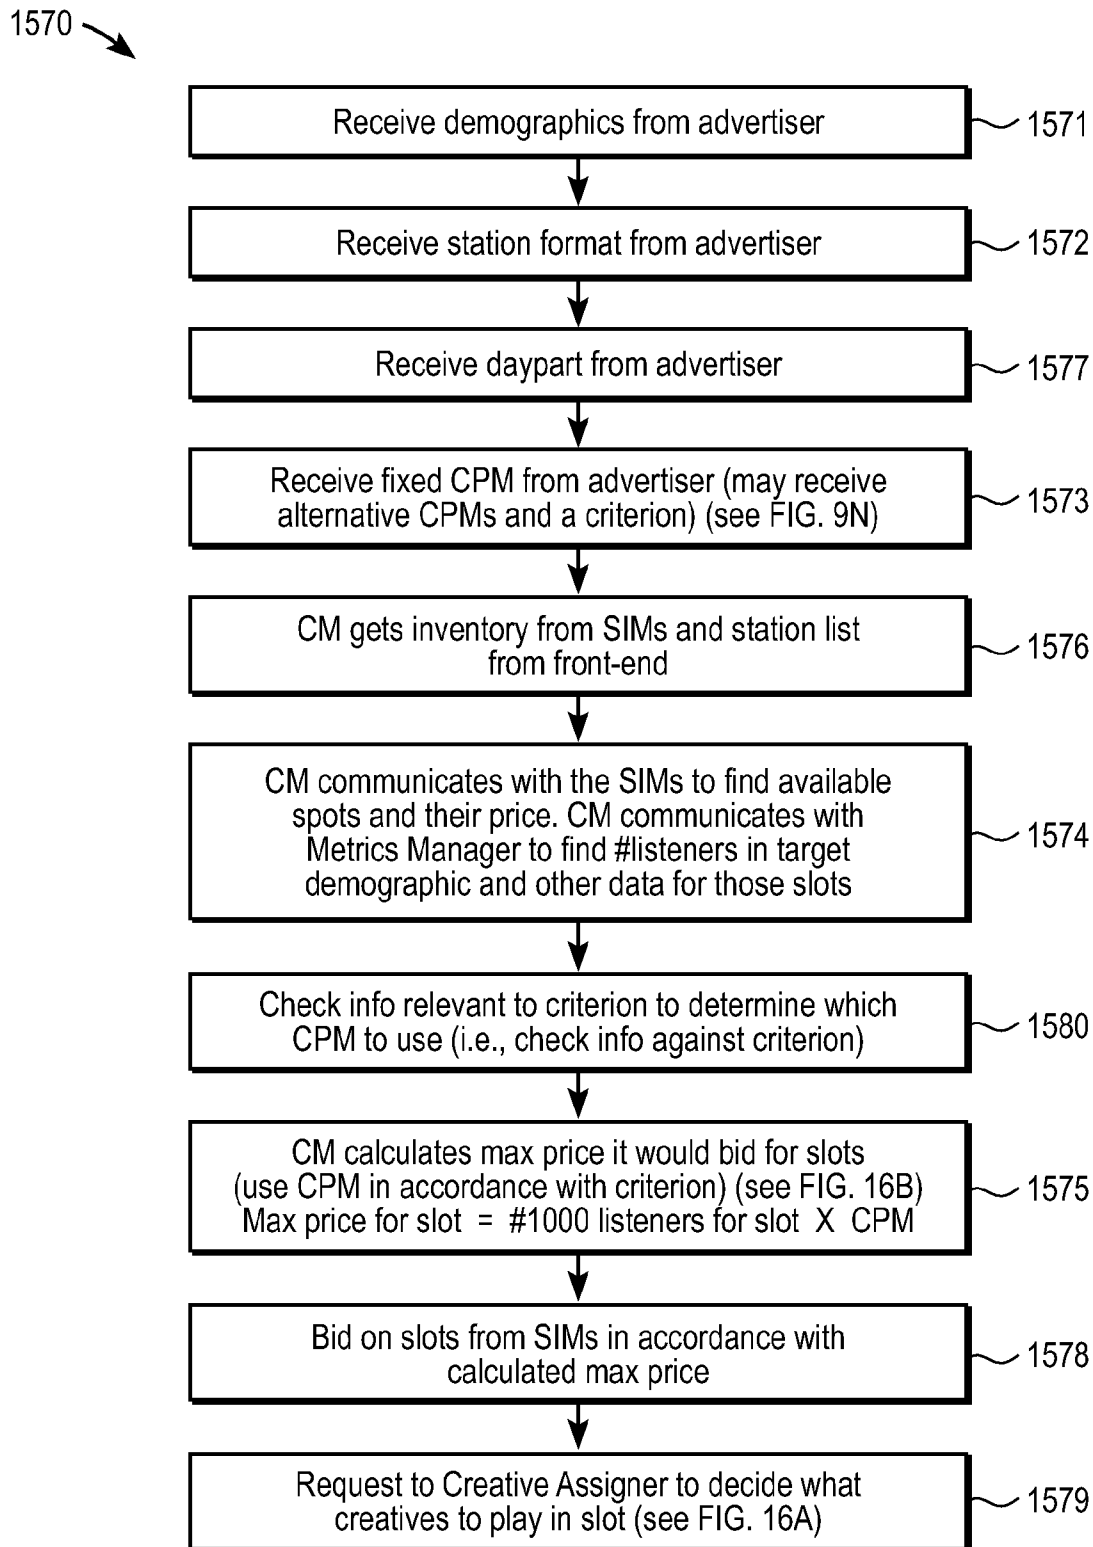 1570
Receive demographics from advertiser
1571
Receive station format from advertiser
1572
Receive daypart from advertiser
1577
Receive fixed CPM from advertiser (may receive
alternative CPMs and a criterion) (see FIG. 9N)
1573
CM gets inventory from SIMs and station list
from front-end
1576
CM communicates with the SIMs to find available
spots and their price. CM communicates with
Metrics Manager to find #listeners in target
demographic and other data for those slots
1574
Check info relevant to criterion to determine which
CPM to use (i.e., check info against criterion)
1580
CM calculates max price it would bid for slots
(use CPM in accordance with criterion) (see FIG. 16B)
Max price for slot = #1000 listeners for slot X CPM
1575
Bid on slots from SIMs in accordance with
calculated max price
1578
Request to Creative Assigner to decide what
creatives to play in slot (see FIG. 16A)
1579